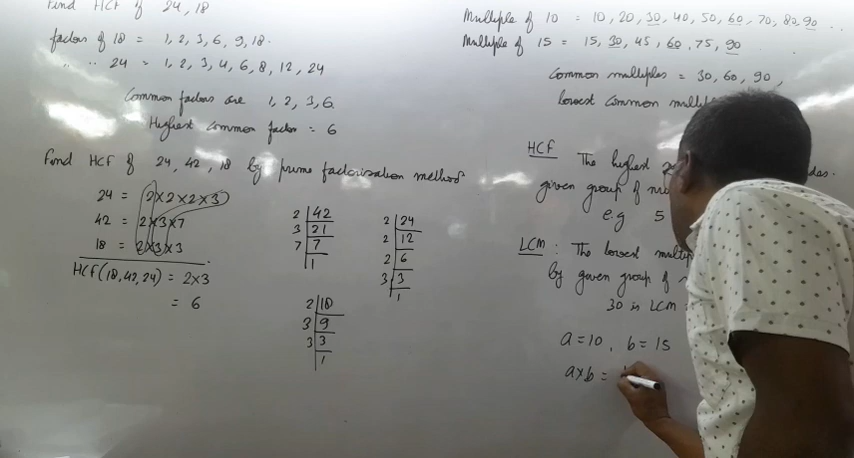 Find HCF of 24, 18
factors of 18 = 1, 2, 3, 6, 9, 18.
" " 24 = 1, 2, 3, 4, 6, 8, 12, 24
Common factors are 1, 2, 3, 6.
Highest Common factor = 6
Find HCF of 24, 42, 18 by prime factorisation method
24 = 2×2×2×3
42 = 2×3×7
18 = 2×3×3
HCF(18,42,24) = 2×3
= 6
2 | 42
3 | 21
7 | 7
1
2 | 24
2 | 12
2 | 6
3 | 3
1
2 | 18
3 | 9
3 | 3
1
Multiple of 10 = 10, 20, 30, 40, 50, 60, 70, 80, 90 ...
Multiple of 15 = 15, 30, 45, 60, 75, 90 . .
Common multiples = 30, 60, 90,
lowest common
HCF The highest
given group of
e.g 5
LCM : The lowest
by given group of
30 is LCM
a = 10, b = 15
a×b =